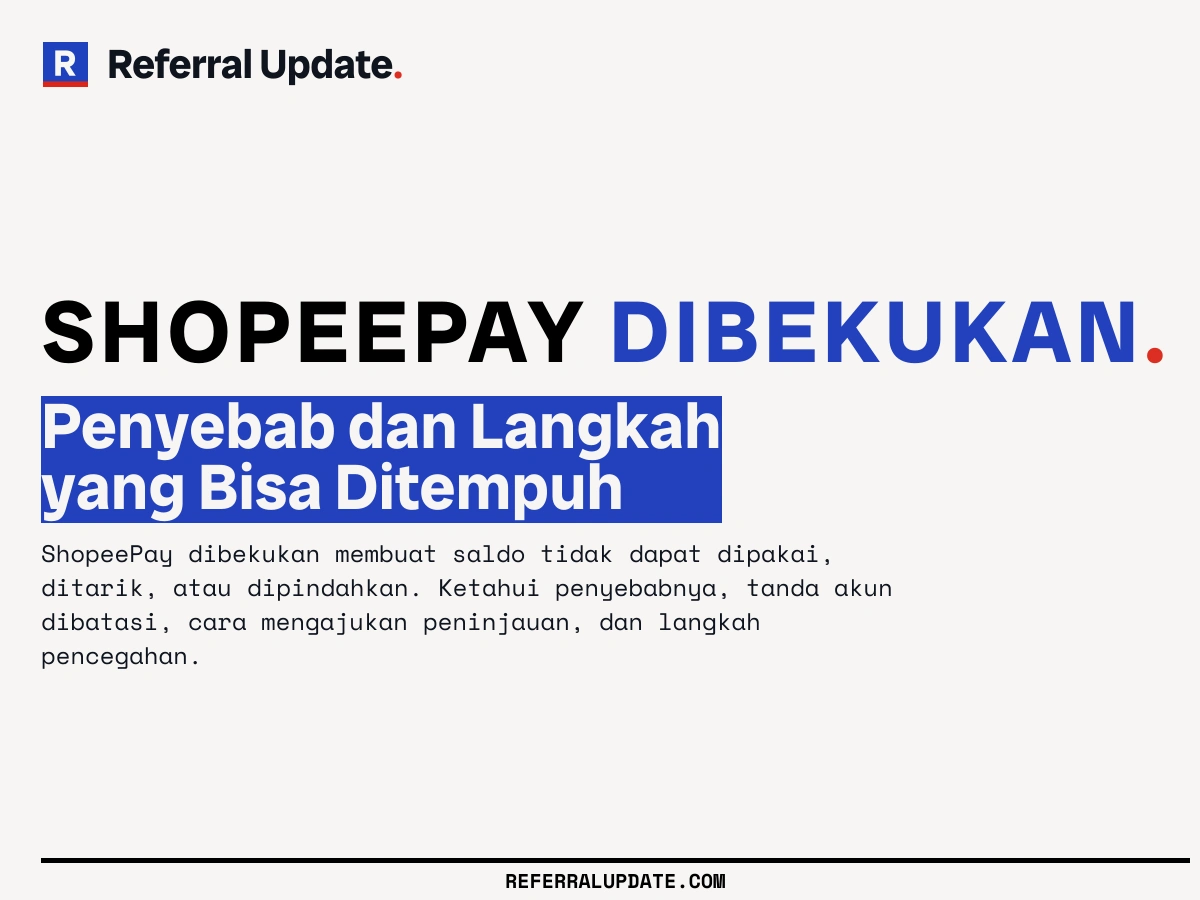 R Referral Update.
SHOPEEPAY DIBEKUKAN.
Penyebab dan Langkah
yang Bisa Ditempuh
ShopeePay dibekukan membuat saldo tidak dapat dipakai,
ditarik, atau dipindahkan. Ketahui penyebabnya, tanda akun
dibatasi, cara mengajukan peninjauan, dan langkah
pencegahan.
REFERRALUPDATE.COM